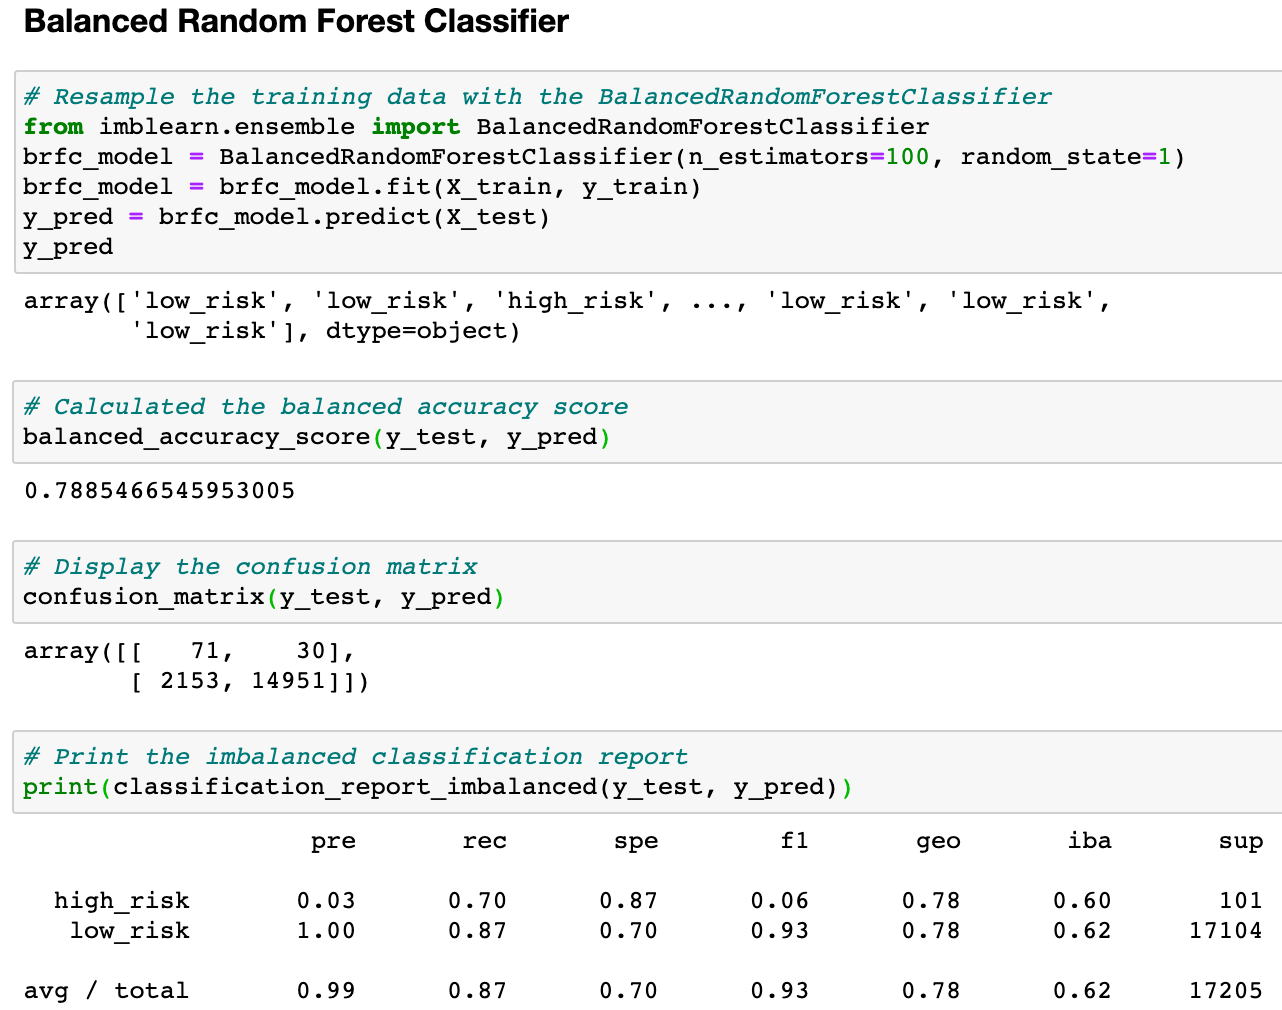 Balanced Random Forest Classifier
# Resample the training data with the BalancedRandomForestClassifier
from imblearn.ensemble import BalancedRandomForestClassifier
brfc_model = BalancedRandomForestClassifier(n_estimators=100, random_state=1)
brfc_model = brfc_model.fit(X_train, y_train)
y_pred = brfc_model.predict(X_test)
y_pred
array(['low_risk', 'low_risk', 'high_risk', ..., 'low_risk', 'low_risk',
       'low_risk'], dtype=object)
# Calculated the balanced accuracy score
balanced_accuracy_score(y_test, y_pred)
0.7885466545953005
# Display the confusion matrix
confusion_matrix(y_test, y_pred)
array([[   71,    30],
       [ 2153, 14951]])
# Print the imbalanced classification report
print(classification_report_imbalanced(y_test, y_pred))
                   pre       rec       spe        f1       geo       iba       sup
  high_risk       0.03      0.70      0.87      0.06      0.78      0.60       101
   low_risk       1.00      0.87      0.70      0.93      0.78      0.62     17104
avg / total       0.99      0.87      0.70      0.93      0.78      0.62     17205